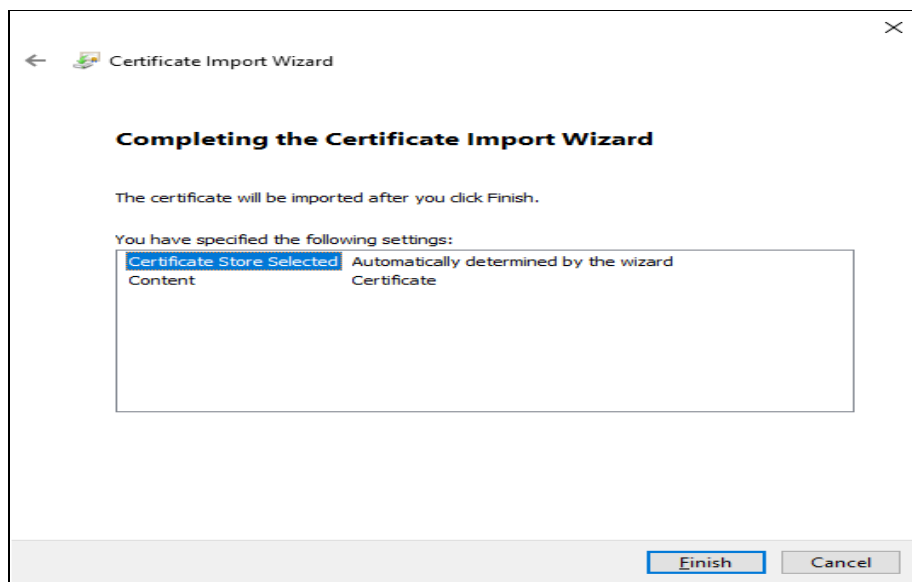 Certificate Import Wizard
Completing the Certificate Import Wizard
The certificate will be imported after you click Finish.
You have specified the following settings:
Certificate Store Selected Automatically determined by the wizard
Content Certificate
Finish Cancel